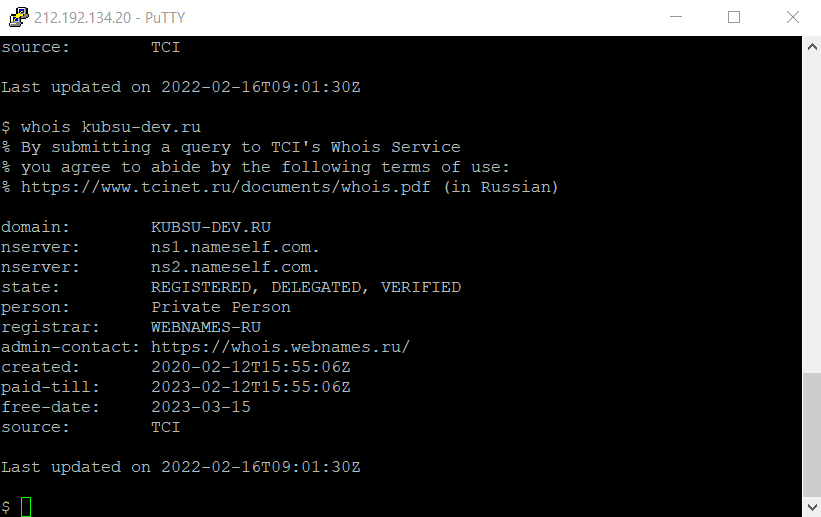 212.192.134.20 - PuTTY
source:        TCI
Last updated on 2022-02-16T09:01:30Z
$ whois kubsu-dev.ru
% By submitting a query to TCI's Whois Service
% you agree to abide by the following terms of use:
% https://www.tcinet.ru/documents/whois.pdf (in Russian)
domain:        KUBSU-DEV.RU
nserver:       ns1.nameself.com.
nserver:       ns2.nameself.com.
state:         REGISTERED, DELEGATED, VERIFIED
person:        Private Person
registrar:     WEBNAMES-RU
admin-contact: https://whois.webnames.ru/
created:       2020-02-12T15:55:06Z
paid-till:     2023-02-12T15:55:06Z
free-date:     2023-03-15
source:        TCI
Last updated on 2022-02-16T09:01:30Z
$